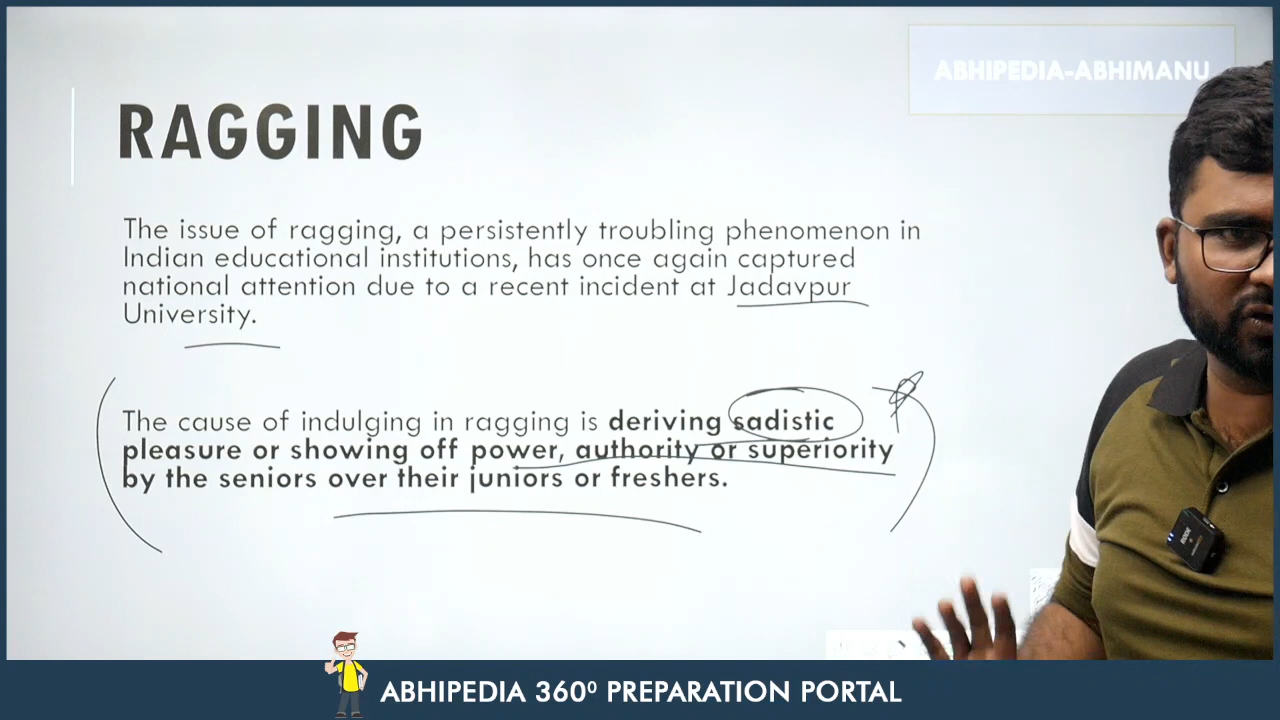 ABHIPEDIA-ABHIMANU
RAGGING
The issue of ragging, a persistently troubling phenomenon in
Indian educational institutions, has once again captured
national attention due to a recent incident at Jadavpur
University.
The cause of indulging in ragging is deriving sadistic
pleasure or showing off power, authority or superiority
by the seniors over their juniors or freshers.
ABHIPEDIA 360⁰ PREPARATION PORTAL